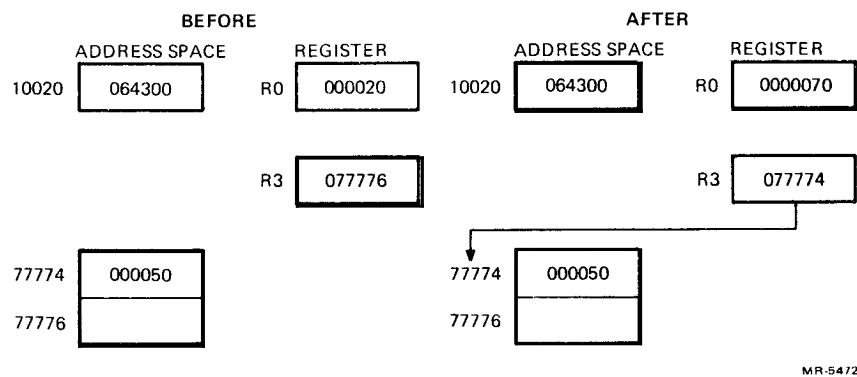 BEFORE AFTER
ADDRESS SPACE REGISTER ADDRESS SPACE REGISTER
10020 064300 R0 000020 10020 064300 R0 0000070
R3 077776 R3 077774
77774 000050 77774 000050
77776 77776
MR-5472